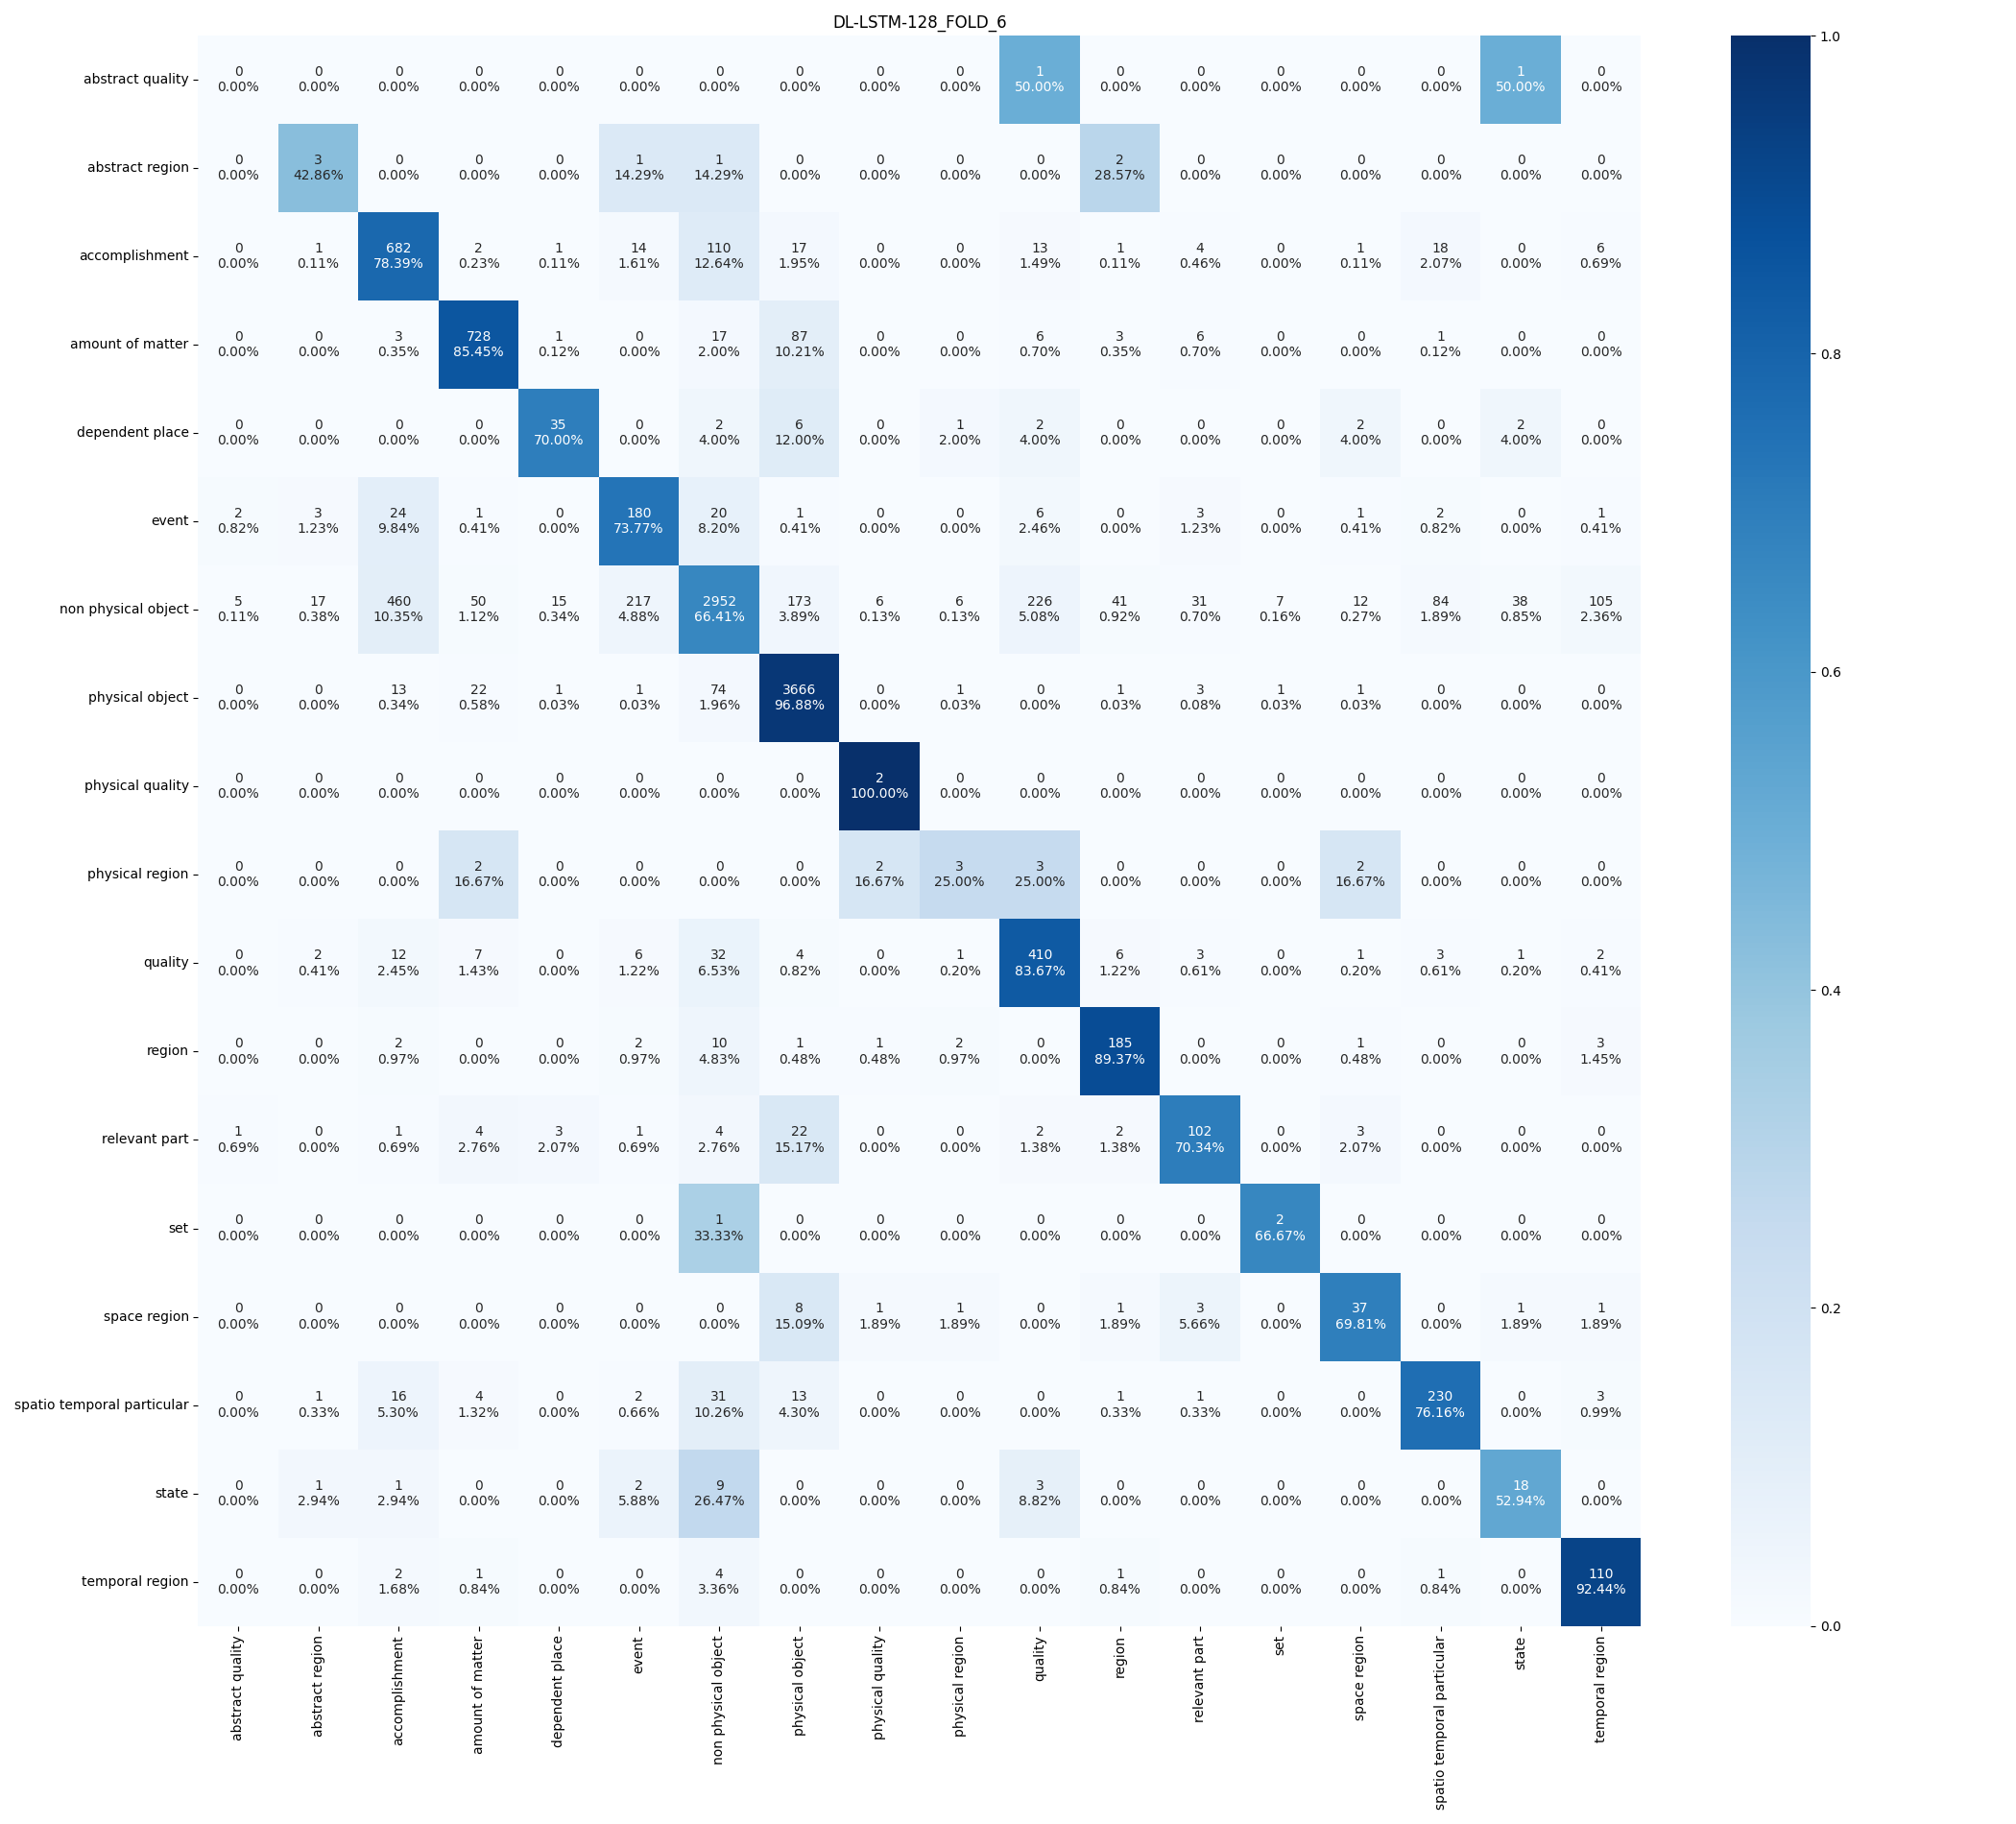 DL-LSTM-128_FOLD_6
abstract quality 0 0 0 0 0 0 0 0 0 0 1 0 0 0 0 0 1 0
0.00% 0.00% 0.00% 0.00% 0.00% 0.00% 0.00% 0.00% 0.00% 0.00% 50.00% 0.00% 0.00% 0.00% 0.00% 0.00% 50.00% 0.00%
abstract region 0 3 0 0 0 1 1 0 0 0 0 2 0 0 0 0 0 0
0.00% 42.86% 0.00% 0.00% 0.00% 14.29% 14.29% 0.00% 0.00% 0.00% 0.00% 28.57% 0.00% 0.00% 0.00% 0.00% 0.00% 0.00%
accomplishment 0 1 682 2 1 14 110 17 0 0 13 1 4 0 1 18 0 6
0.00% 0.11% 78.39% 0.23% 0.11% 1.61% 12.64% 1.95% 0.00% 0.00% 1.49% 0.11% 0.46% 0.00% 0.11% 2.07% 0.00% 0.69%
amount of matter 0 0 3 728 1 0 17 87 0 0 6 3 6 0 0 1 0 0
0.00% 0.00% 0.35% 85.45% 0.12% 0.00% 2.00% 10.21% 0.00% 0.00% 0.70% 0.35% 0.70% 0.00% 0.00% 0.12% 0.00% 0.00%
dependent place 0 0 0 0 35 0 2 6 0 1 2 0 0 0 2 0 2 0
0.00% 0.00% 0.00% 0.00% 70.00% 0.00% 4.00% 12.00% 0.00% 2.00% 4.00% 0.00% 0.00% 0.00% 4.00% 0.00% 4.00% 0.00%
event 2 3 24 1 0 180 20 1 0 0 6 0 3 0 1 2 0 1
0.82% 1.23% 9.84% 0.41% 0.00% 73.77% 8.20% 0.41% 0.00% 0.00% 2.46% 0.00% 1.23% 0.00% 0.41% 0.82% 0.00% 0.41%
non physical object 5 17 460 50 15 217 2952 173 6 6 226 41 31 7 12 84 38 105
0.11% 0.38% 10.35% 1.12% 0.34% 4.88% 66.41% 3.89% 0.13% 0.13% 5.08% 0.92% 0.70% 0.16% 0.27% 1.89% 0.85% 2.36%
physical object 0 0 13 22 1 1 74 3666 0 1 0 1 3 1 1 0 0 0
0.00% 0.00% 0.34% 0.58% 0.03% 0.03% 1.96% 96.88% 0.00% 0.03% 0.00% 0.03% 0.08% 0.03% 0.03% 0.00% 0.00% 0.00%
physical quality 0 0 0 0 0 0 0 0 2 0 0 0 0 0 0 0 0 0
0.00% 0.00% 0.00% 0.00% 0.00% 0.00% 0.00% 0.00% 100.00% 0.00% 0.00% 0.00% 0.00% 0.00% 0.00% 0.00% 0.00% 0.00%
physical region 0 0 0 2 0 0 0 0 2 3 3 0 0 0 2 0 0 0
0.00% 0.00% 0.00% 16.67% 0.00% 0.00% 0.00% 0.00% 16.67% 25.00% 25.00% 0.00% 0.00% 0.00% 16.67% 0.00% 0.00% 0.00%
quality 0 2 12 7 0 6 32 4 0 1 410 6 3 0 1 3 1 2
0.00% 0.41% 2.45% 1.43% 0.00% 1.22% 6.53% 0.82% 0.00% 0.20% 83.67% 1.22% 0.61% 0.00% 0.20% 0.61% 0.20% 0.41%
region 0 0 2 0 0 2 10 1 1 2 0 185 0 0 1 0 0 3
0.00% 0.00% 0.97% 0.00% 0.00% 0.97% 4.83% 0.48% 0.48% 0.97% 0.00% 89.37% 0.00% 0.00% 0.48% 0.00% 0.00% 1.45%
relevant part 1 0 1 4 3 1 4 22 0 0 2 2 102 0 3 0 0 0
0.69% 0.00% 0.69% 2.76% 2.07% 0.69% 2.76% 15.17% 0.00% 0.00% 1.38% 1.38% 70.34% 0.00% 2.07% 0.00% 0.00% 0.00%
set 0 0 0 0 0 0 1 0 0 0 0 0 0 2 0 0 0 0
0.00% 0.00% 0.00% 0.00% 0.00% 0.00% 33.33% 0.00% 0.00% 0.00% 0.00% 0.00% 0.00% 66.67% 0.00% 0.00% 0.00% 0.00%
space region 0 0 0 0 0 0 0 8 1 1 0 1 3 0 37 0 1 1
0.00% 0.00% 0.00% 0.00% 0.00% 0.00% 0.00% 15.09% 1.89% 1.89% 0.00% 1.89% 5.66% 0.00% 69.81% 0.00% 1.89% 1.89%
spatio temporal particular 0 1 16 4 0 2 31 13 0 0 0 1 1 0 0 230 0 3
0.00% 0.33% 5.30% 1.32% 0.00% 0.66% 10.26% 4.30% 0.00% 0.00% 0.00% 0.33% 0.33% 0.00% 0.00% 76.16% 0.00% 0.99%
state 0 1 1 0 0 2 9 0 0 0 3 0 0 0 0 0 18 0
0.00% 2.94% 2.94% 0.00% 0.00% 5.88% 26.47% 0.00% 0.00% 0.00% 8.82% 0.00% 0.00% 0.00% 0.00% 0.00% 52.94% 0.00%
temporal region 0 0 2 1 0 0 4 0 0 0 0 1 0 0 0 1 0 110
0.00% 0.00% 1.68% 0.84% 0.00% 0.00% 3.36% 0.00% 0.00% 0.00% 0.00% 0.84% 0.00% 0.00% 0.00% 0.84% 0.00% 92.44%
abstract quality
abstract region
accomplishment
amount of matter
dependent place
event
non physical object
physical object
physical quality
physical region
quality
region
relevant part
set
space region
spatio temporal particular
state
temporal region
1.0
0.8
0.6
0.4
0.2
0.0